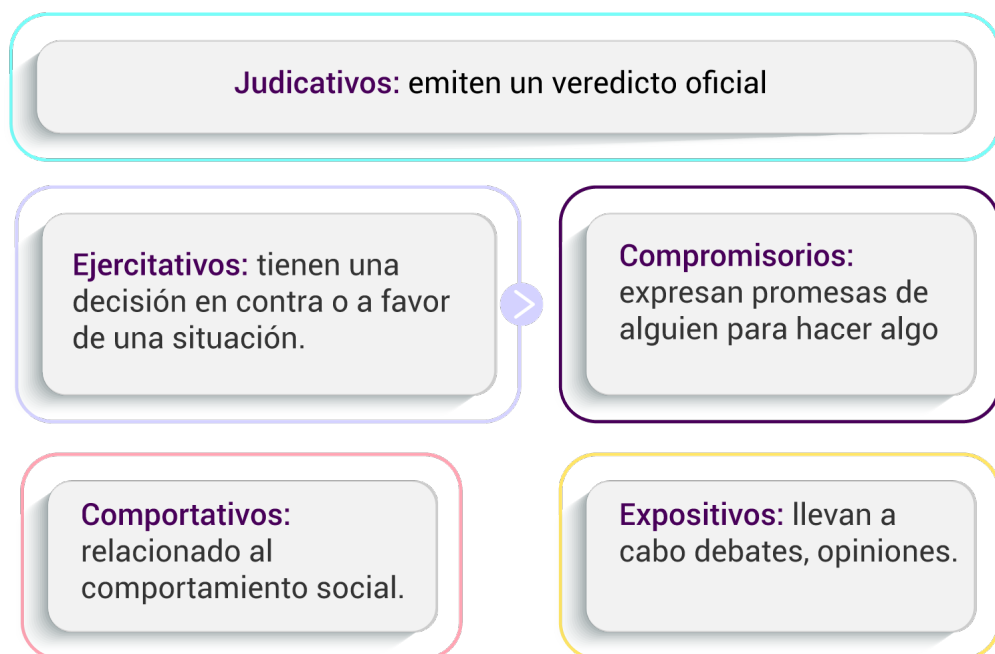 Judicativos: emiten un veredicto oficial
Ejercitativos: tienen una
decisión en contra o a favor
de una situación.
Compromisorios:
expresan promesas de
alguien para hacer algo
Comportativos:
relacionado al
comportamiento social.
Expositivos: llevan a
cabo debates, opiniones.